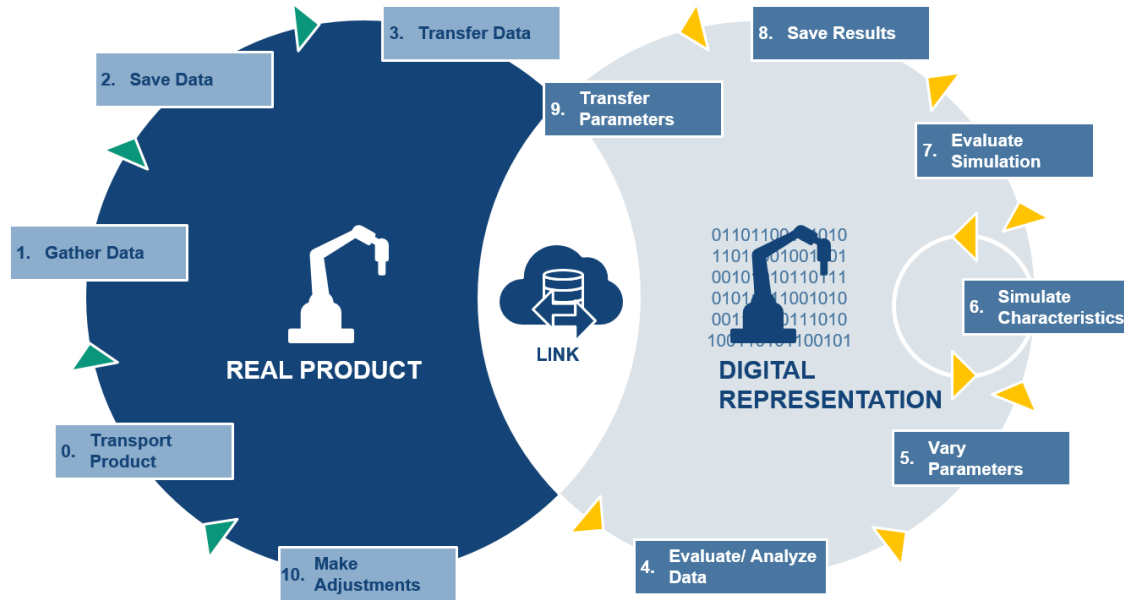 3. Transfer Data
8. Save Results
2. Save Data
9. Transfer
Parameters
7. Evaluate
Simulation
1. Gather Data
6. Simulate
Characteristics
LINK
REAL PRODUCT
DIGITAL
REPRESENTATION
0. Transport
Product
5. Vary
Parameters
10. Make
Adjustments
4. Evaluate/ Analyze
Data